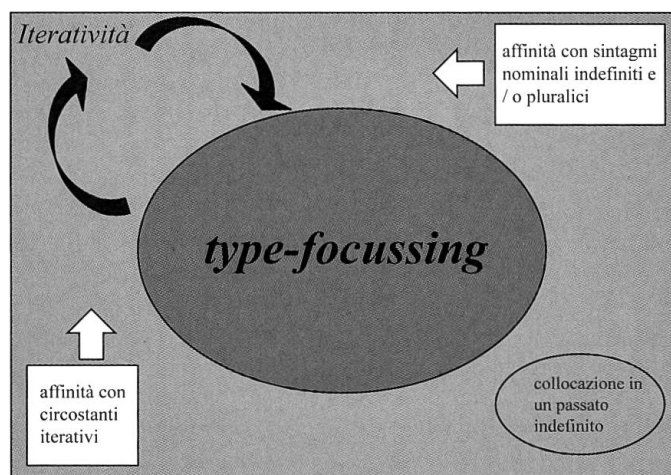 Iteratività
affinità con sintagmi
nominali indefiniti e
/ o pluralici
type-focussing
affinità con
circostanti
iterativi
collocazione in
un passato
indefinito